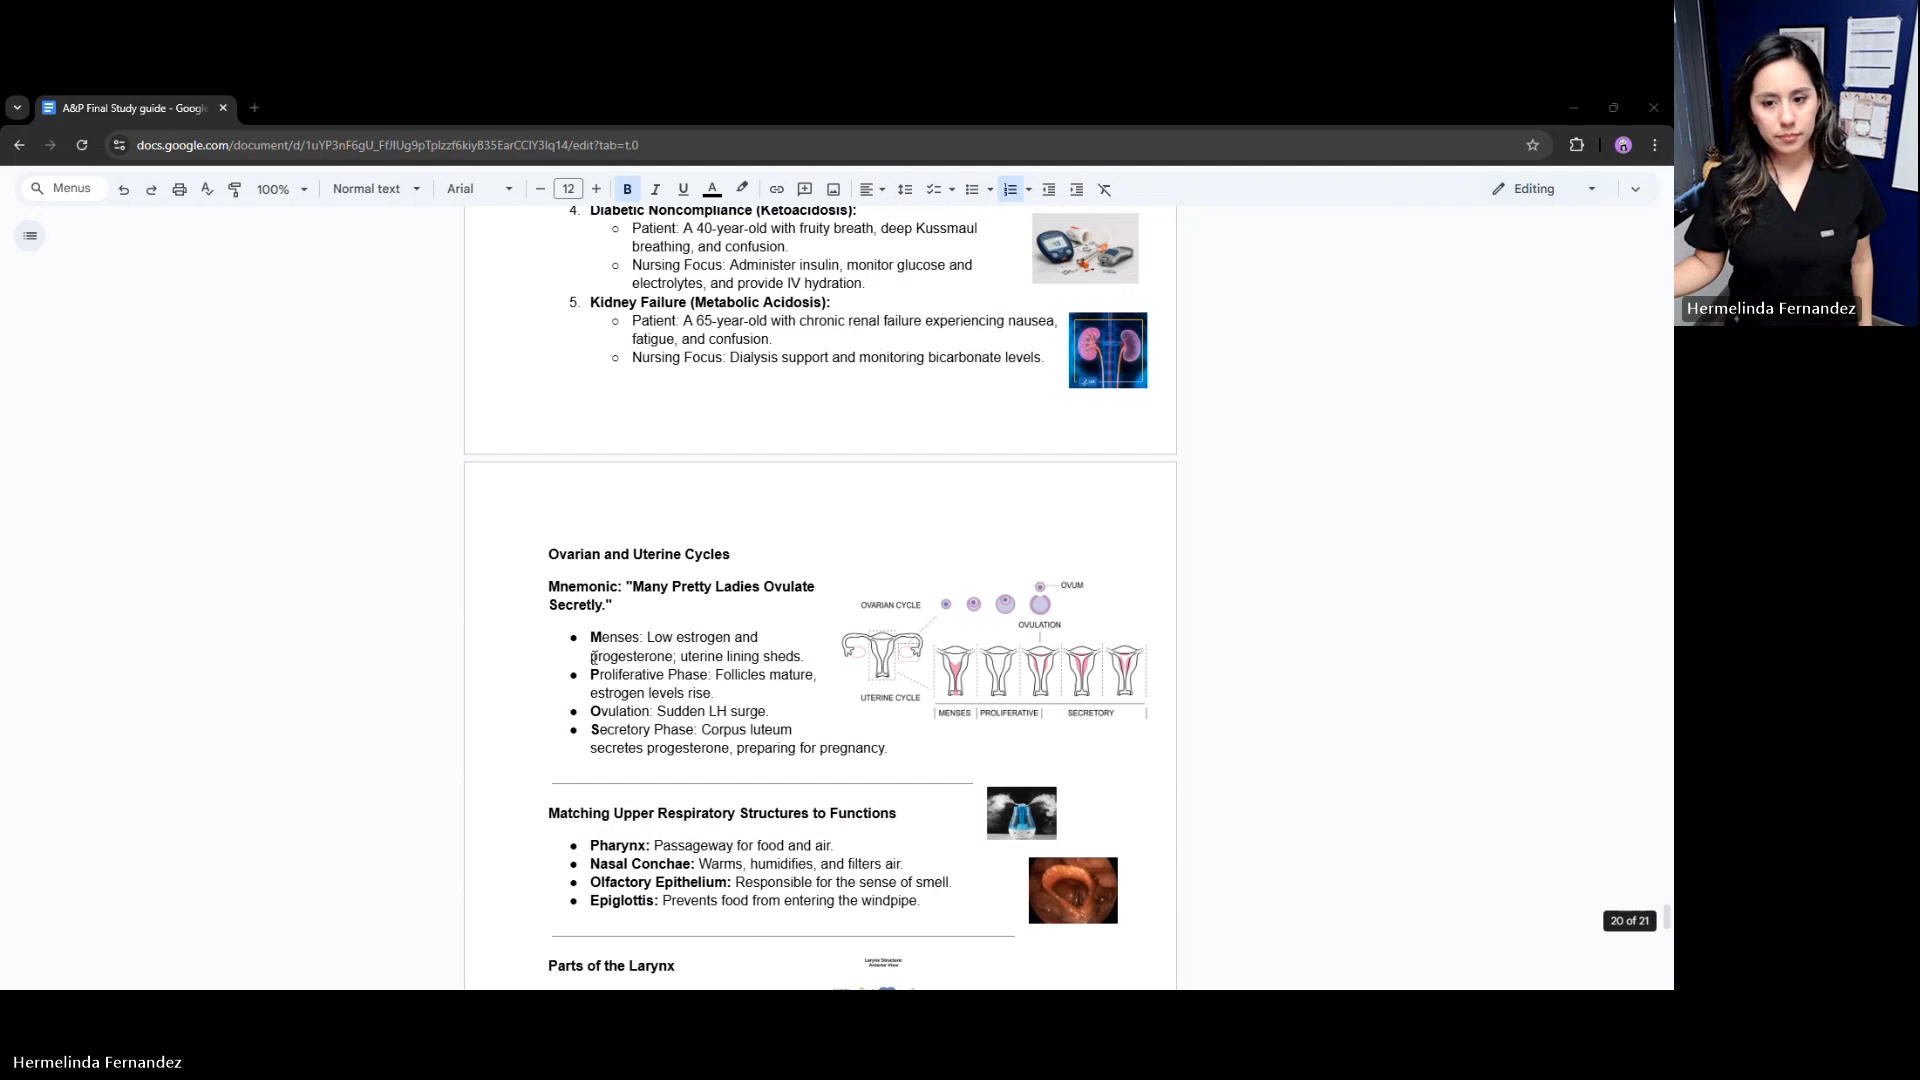 A&P Final Study guide - Googl
docs.google.com/document/d/1uYP3nF6gU_FfJIUg9pTplzzf6kiyB35EarCCIY3Iq14/edit?tab=t.0
Menus 100% Normal text Arial 12 B I U A Editing
4. Diabetic Noncompliance (Ketoacidosis):
○ Patient: A 40-year-old with fruity breath, deep Kussmaul
breathing, and confusion.
○ Nursing Focus: Administer insulin, monitor glucose and
electrolytes, and provide IV hydration.
5. Kidney Failure (Metabolic Acidosis):
○ Patient: A 65-year-old with chronic renal failure experiencing nausea,
fatigue, and confusion.
○ Nursing Focus: Dialysis support and monitoring bicarbonate levels.
Ovarian and Uterine Cycles
Mnemonic: "Many Pretty Ladies Ovulate
Secretly."
● Menses: Low estrogen and
progesterone; uterine lining sheds.
● Proliferative Phase: Follicles mature,
estrogen levels rise.
● Ovulation: Sudden LH surge.
● Secretory Phase: Corpus luteum
secretes progesterone, preparing for pregnancy.
OVUM
OVARIAN CYCLE
OVULATION
UTERINE CYCLE
MENSES PROLIFERATIVE SECRETORY
Matching Upper Respiratory Structures to Functions
● Pharynx: Passageway for food and air.
● Nasal Conchae: Warms, humidifies, and filters air.
● Olfactory Epithelium: Responsible for the sense of smell.
● Epiglottis: Prevents food from entering the windpipe.
20 of 21
Parts of the Larynx
Larynx Structure:
Anterior View
Hermelinda Fernandez
Hermelinda Fernandez